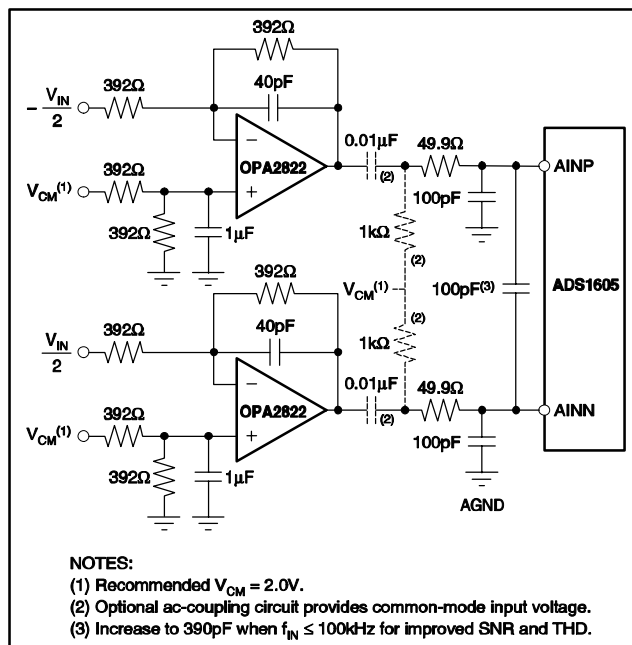 392Ω
40pF
392Ω
− V_IN/2
OPA2822
392Ω
V_CM(1)
392Ω
1μF
0.01μF
(2)
49.9Ω
AINP
100pF
1kΩ
(2)
V_CM(1)
100pF(3)
ADS1605
392Ω
40pF
392Ω
V_IN/2
OPA2822
(2)
1kΩ
0.01μF
(2)
49.9Ω
AINN
392Ω
V_CM(1)
392Ω
1μF
100pF
AGND
NOTES:
(1) Recommended V_CM = 2.0V.
(2) Optional ac-coupling circuit provides common-mode input voltage.
(3) Increase to 390pF when f_IN ≤ 100kHz for improved SNR and THD.